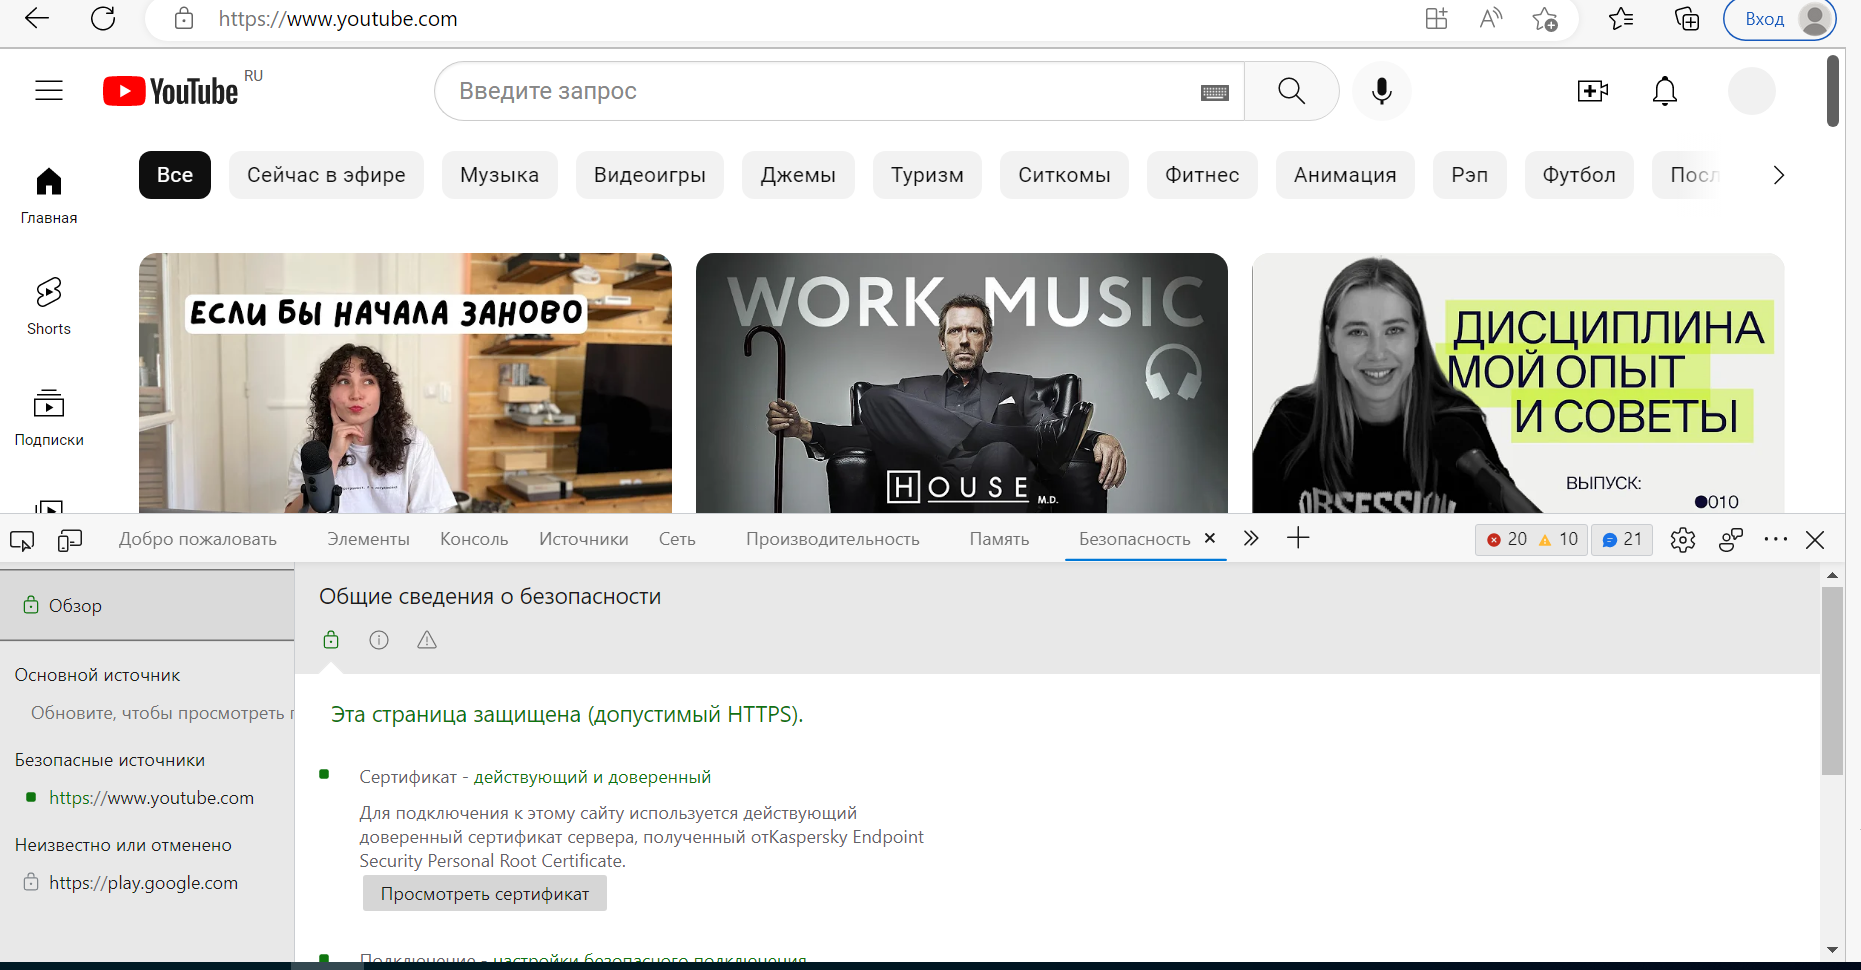 https://www.youtube.com
Вход
YouTube RU
Введите запрос
Все
Сейчас в эфире
Музыка
Видеоигры
Джемы
Туризм
Ситкомы
Фитнес
Анимация
Рэп
Футбол
Посл
Главная
Shorts
Подписки
ЕСЛИ БЫ НАЧАЛА ЗАНОВО
WORK MUSIC
HOUSE M.D.
ДИСЦИПЛИНА
МОЙ ОПЫТ
И СОВЕТЫ
ВЫПУСК:
010
OBSESSION
Добро пожаловать
Элементы
Консоль
Источники
Сеть
Производительность
Память
Безопасность
20
10
21
Обзор
Основной источник
Обновите, чтобы просмотреть
Безопасные источники
https://www.youtube.com
Неизвестно или отменено
https://play.google.com
Общие сведения о безопасности
Эта страница защищена (допустимый HTTPS).
Сертификат - действующий и доверенный
Для подключения к этому сайту используется действующий
доверенный сертификат сервера, полученный отKaspersky Endpoint
Security Personal Root Certificate.
Просмотреть сертификат
Подключение - настройки безопасного подключения